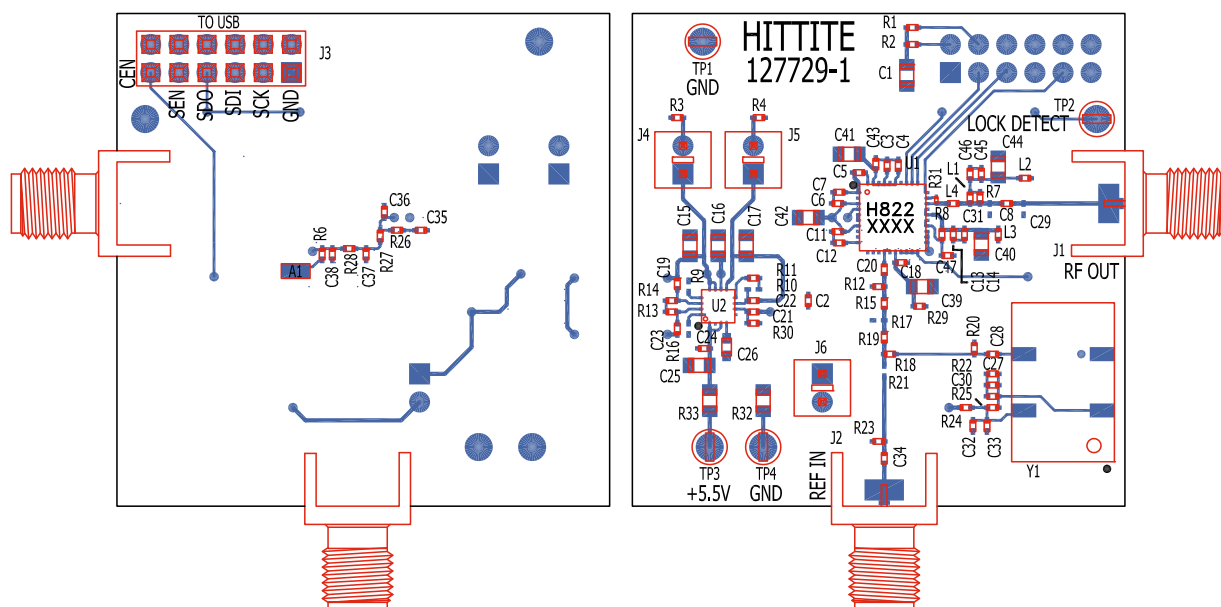 TO USB
J3
CEN
SEN
SDO
SDI
SCK
GND
C36
C35
R26
R6
R28
R27
A1
C38
C37
HITTITE
127729-1
TP1
GND
R1
R2
C1
TP2
LOCK DETECT
R3
R4
J4
J5
C41
C43
C3
C4
U1
C46
C45
C44
L1
L2
C5
C7
C6
R31
L4
R7
H822
XXXX
C15
C16
C17
C42
R8
C31
C8
C29
C11
C12
L3
C40
J1
RF OUT
C19
R9
R11
R10
C20
C18
C47
C13
C14
R14
R13
U2
C22
C21
R30
C2
R12
R15
C39
R29
C23
R16
C24
C26
R17
R19
R20
C28
C25
J6
R18
R21
R22
C27
C30
R25
R24
R33
R32
J2
R23
C34
C32
C33
Y1
TP3
+5.5V
TP4
GND
REF IN